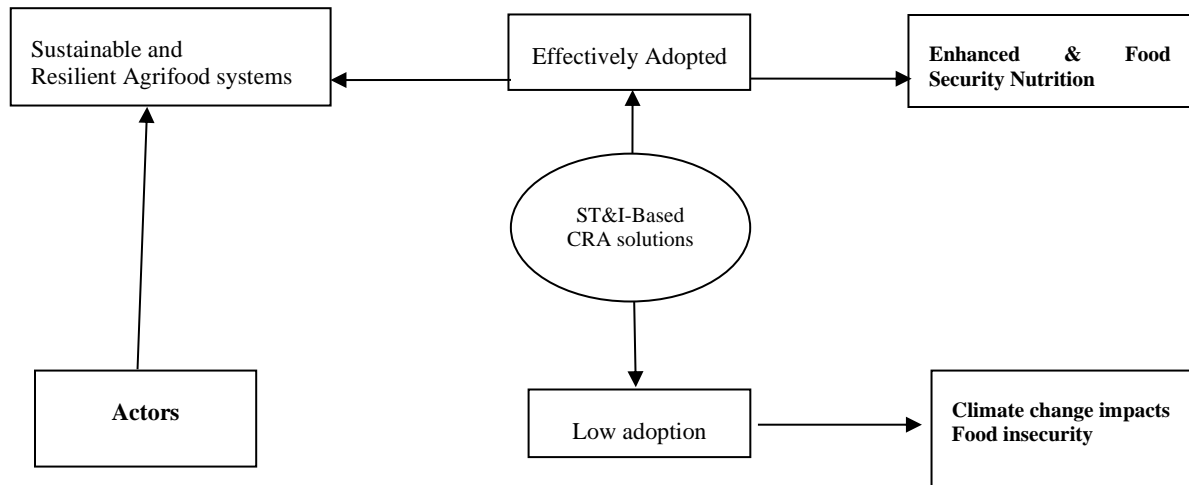 Sustainable and
Resilient Agrifood systems
Effectively Adopted
Enhanced & Food
Security Nutrition
ST&I-Based
CRA solutions
Actors
Low adoption
Climate change impacts
Food insecurity